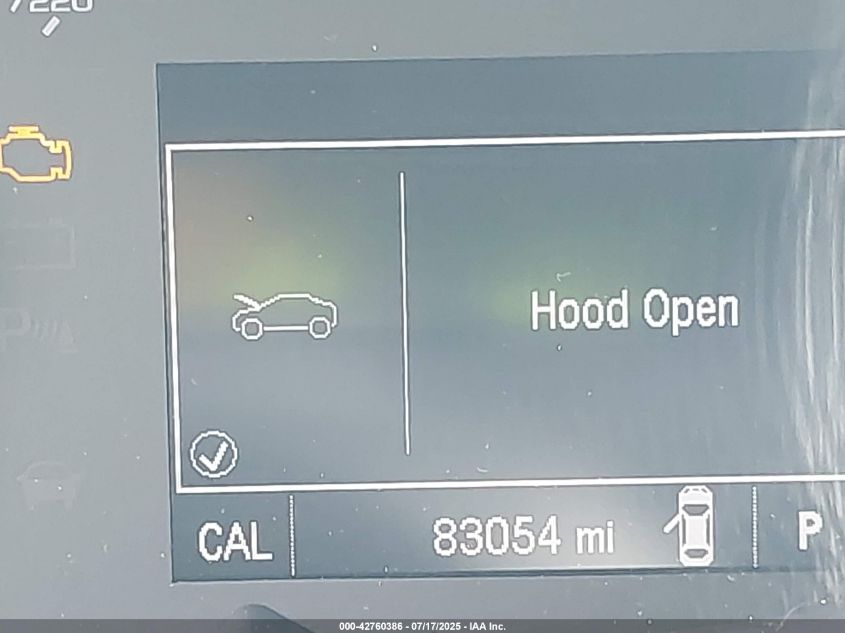 Hood Open
CAL
83054 mi
P
000-42760386 - 07/17/2025 - IAA Inc.